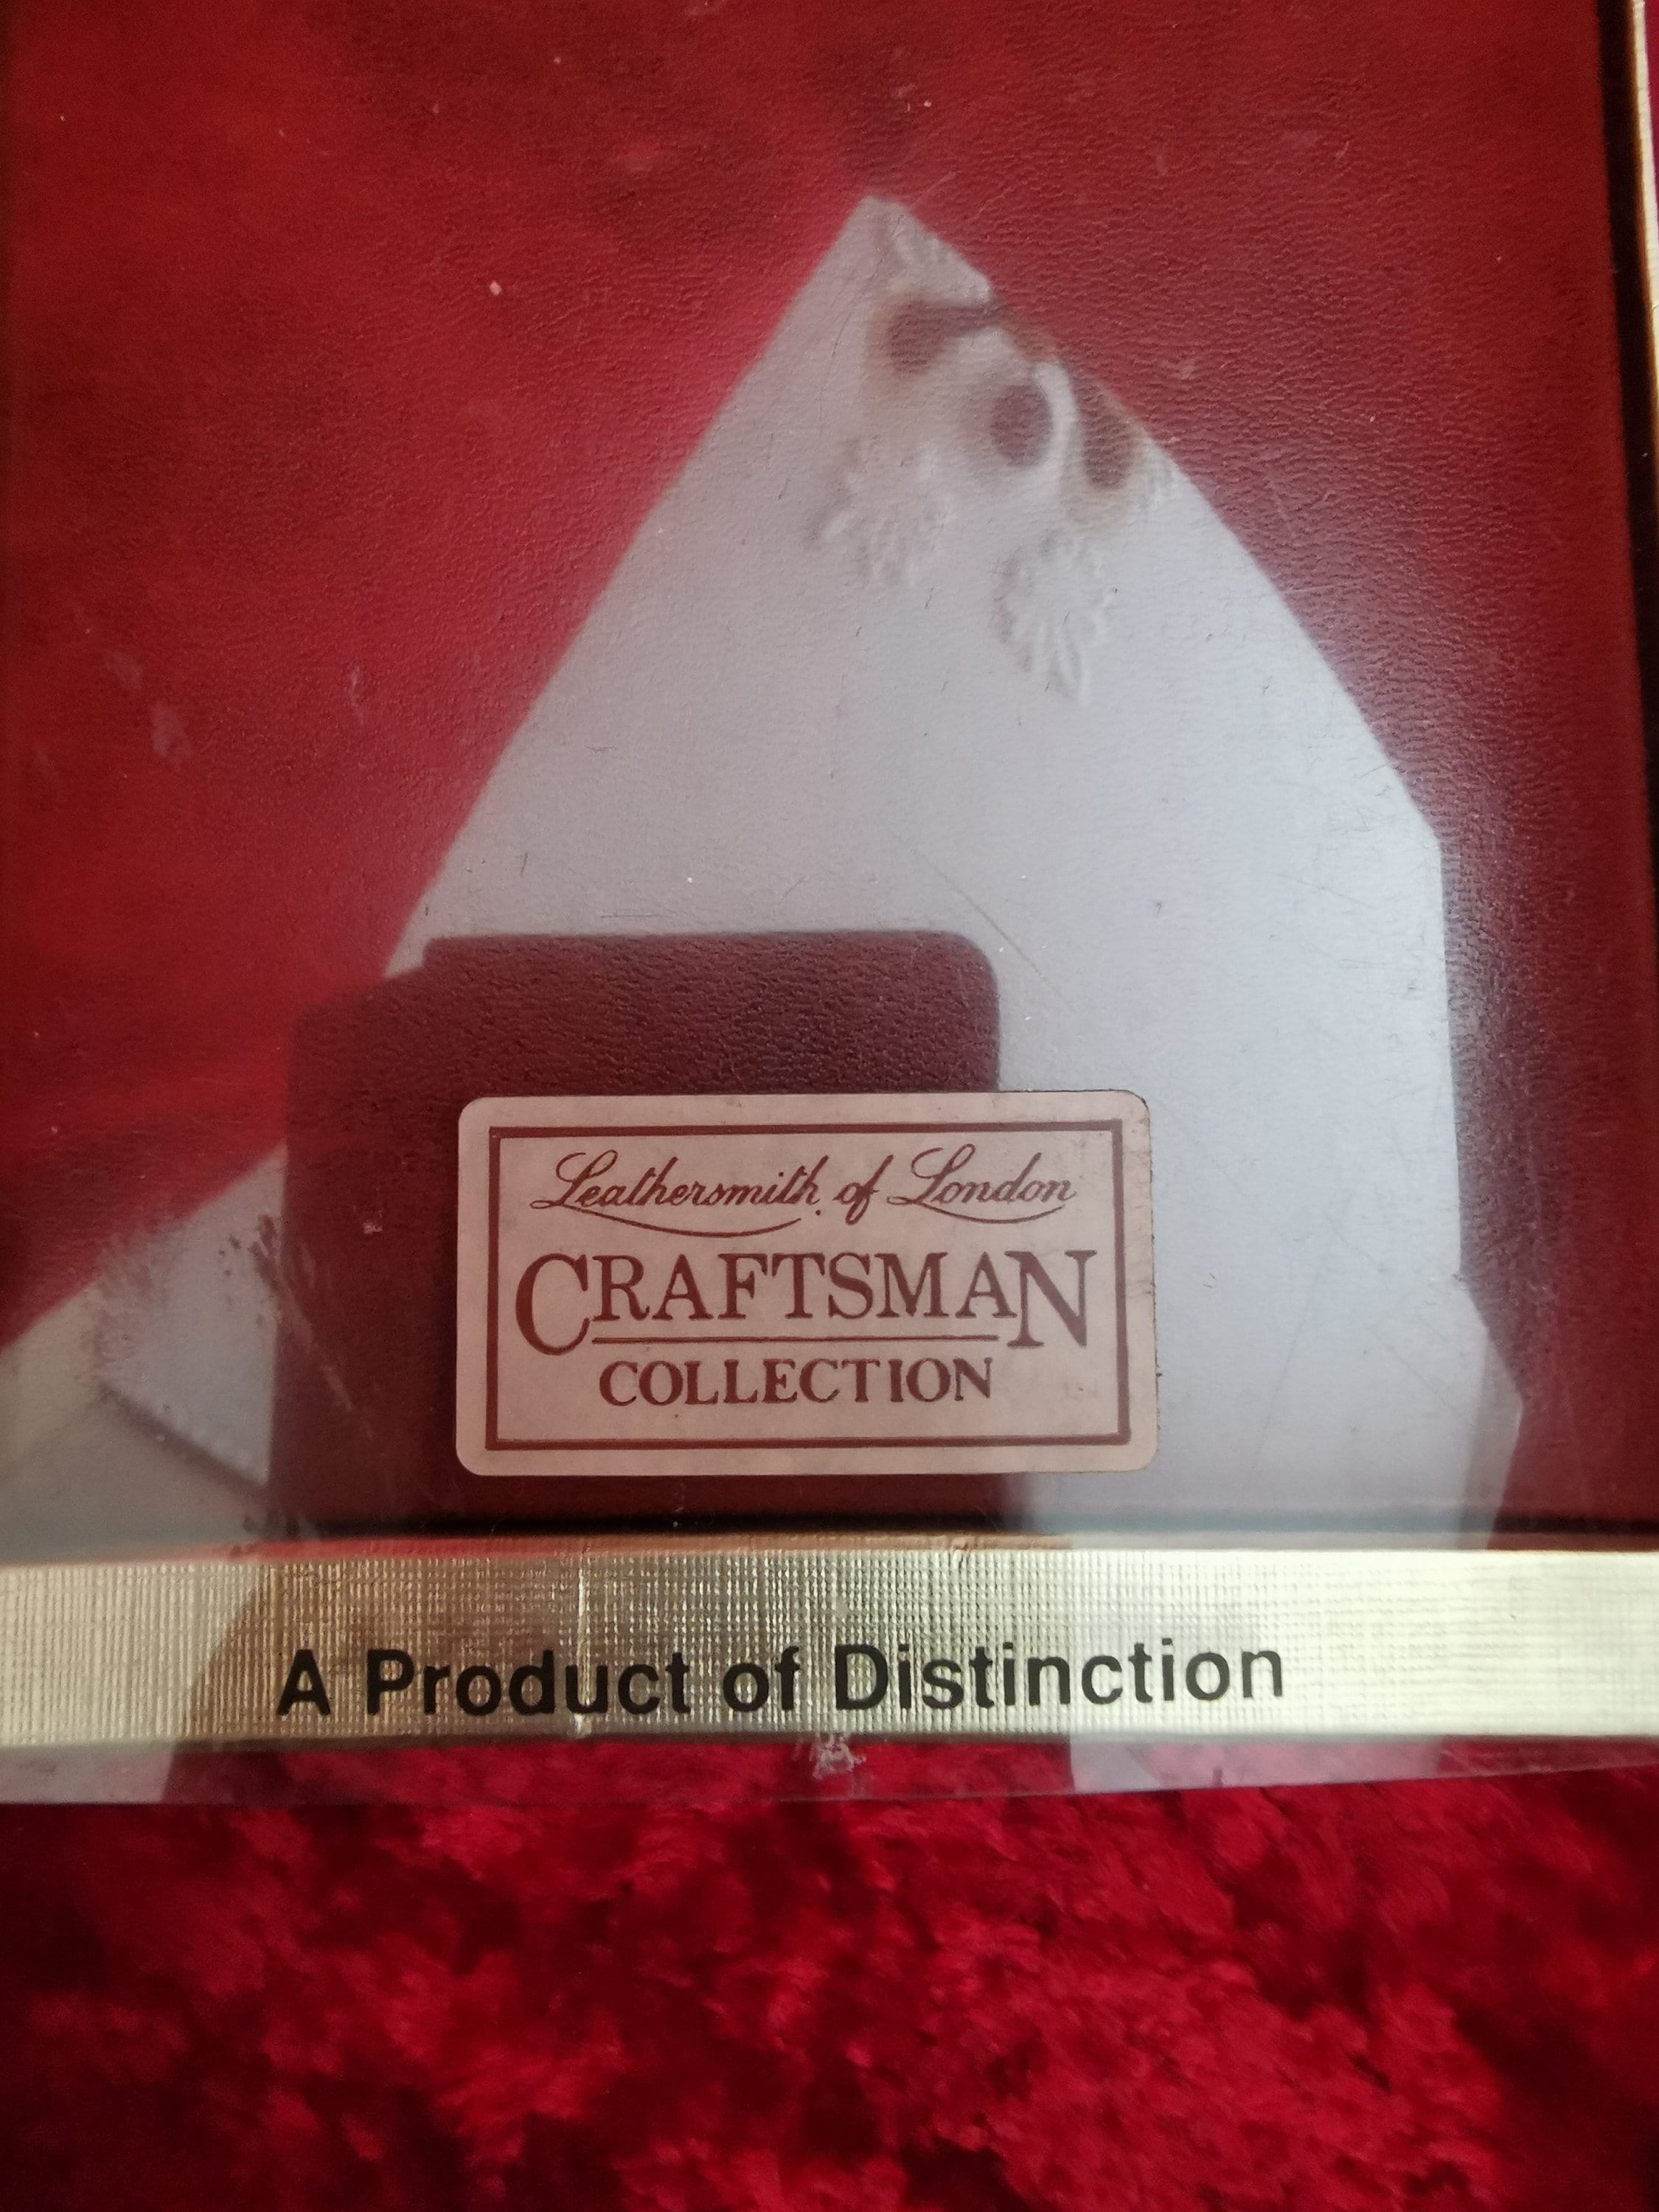 Leathersmith of London
CRAFTSMAN
COLLECTION
A Product of Distinction